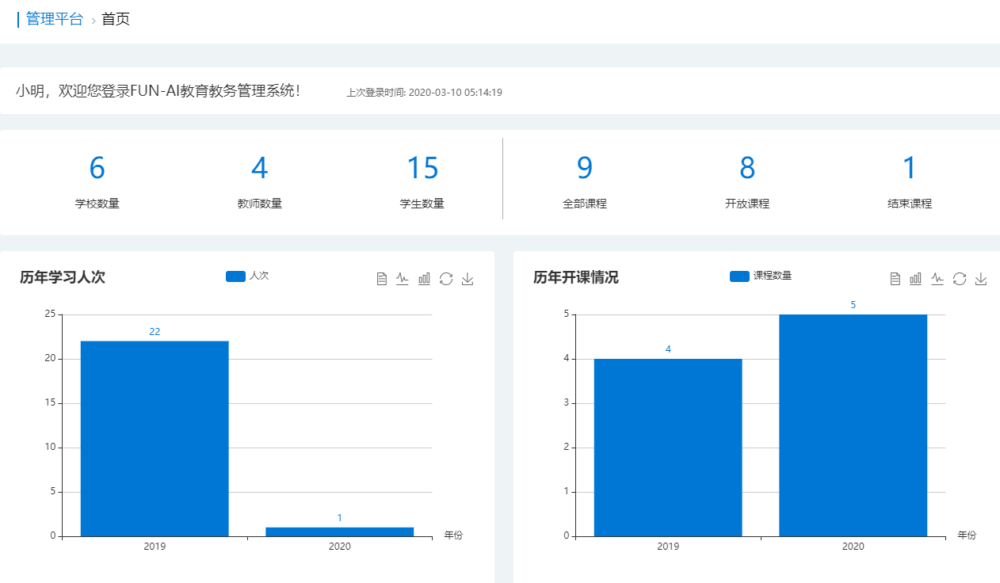 管理平台 › 首页
小明，欢迎您登录FUN-AI教育教务管理系统！ 上次登录时间: 2020-03-10 05:14:19
6 4 15 9 8 1
学校数量 教师数量 学生数量 全部课程 开放课程 结束课程
历年学习人次 人次
25
22
20
15
10
5
1
0
2019 2020 年份
历年开课情况 课程数量
5
5
4
4
3
2
1
0
2019 2020 年份